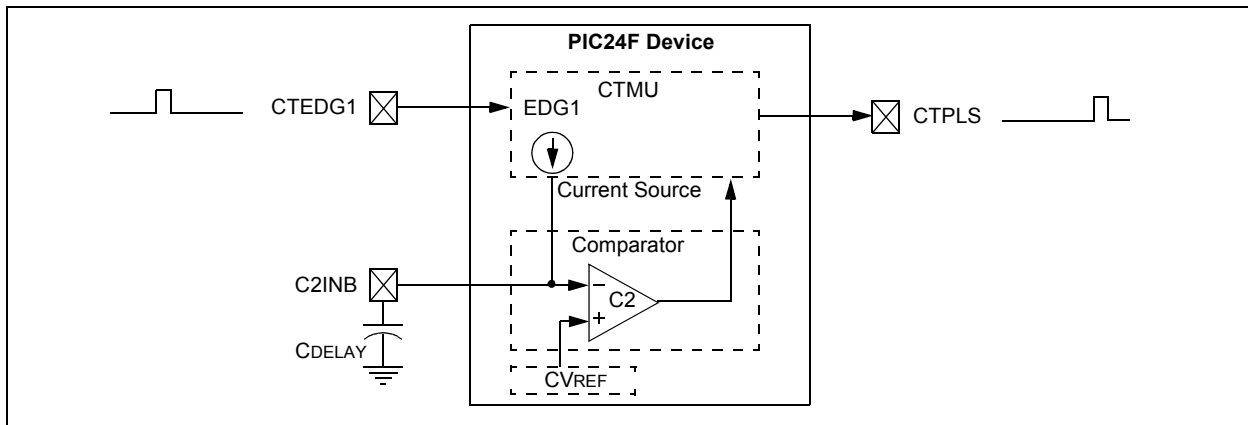 PIC24F Device
CTMU
CTEDG1
EDG1
CTPLS
Current Source
Comparator
C2INB
−
C2
+
CDELAY
CVREF